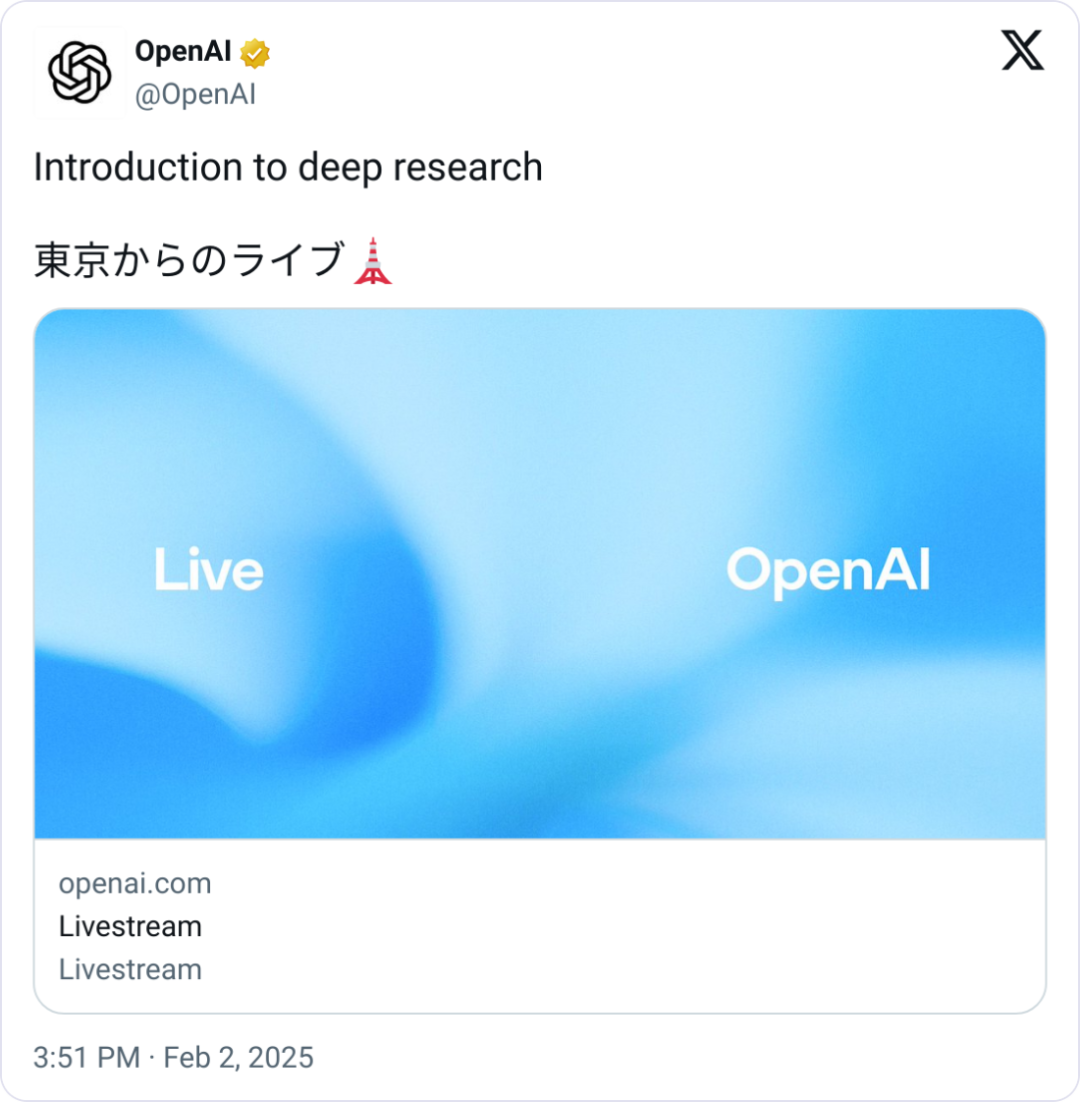 OpenAI
@OpenAI
Introduction to deep research
東京からのライブ🗼
Live
OpenAI
openai.com
Livestream
Livestream
3:51 PM · Feb 2, 2025